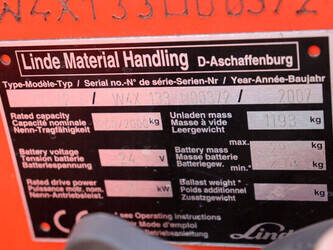 Linde Material Handling D-Aschaffenburg
Type-Modèle-Typ / Serial no.-N° de série-Serien-Nr / Year-Année-Baujahr
/ 2007
Rated capacity
Capacité nominale
Nenn-Tragfähigkeit
kg
Unladen mass
Masse à vide
Leergewicht
1193 kg
Battery voltage
Tension batterie
Batteriespannung
24 V
Battery mass
Masse batterie
Batteriegew.
max.
kg
min.
kg
Rated drive power
Puissance mot. nom.
Nenn-Antriebsleist.
kW
Ballast weight *
Poids additionnel
Zusatzgewicht
kg
* see Operating instructions
Linde